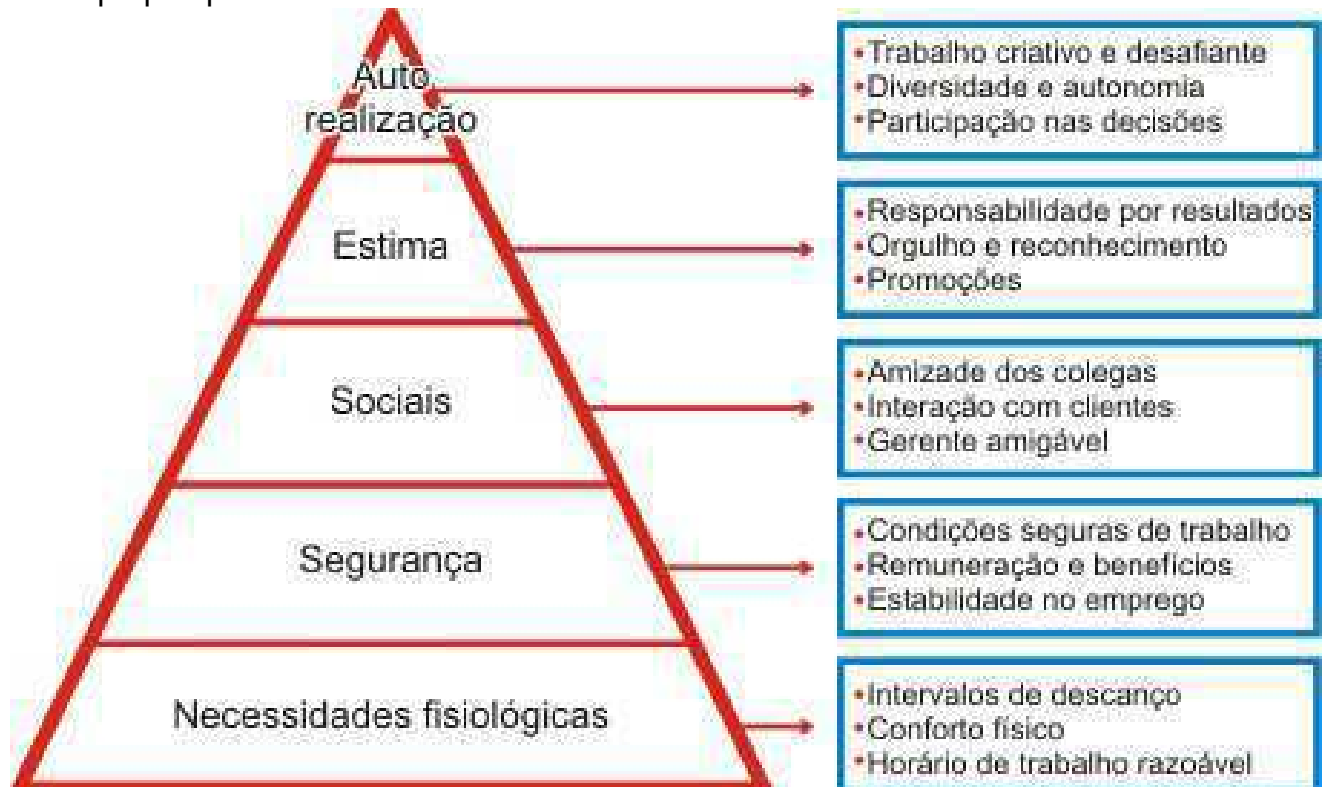 Auto
realização
•Trabalho criativo e desafiante
•Diversidade e autonomia
•Participação nas decisões
Estima
•Responsabilidade por resultados
•Orgulho e reconhecimento
•Promoções
Sociais
•Amizade dos colegas
•Interação com clientes
•Gerente amigável
Segurança
•Condições seguras de trabalho
•Remuneração e benefícios
•Estabilidade no emprego
Necessidades fisiológicas
•Intervalos de descanço
•Conforto físico
•Horário de trabalho razoável